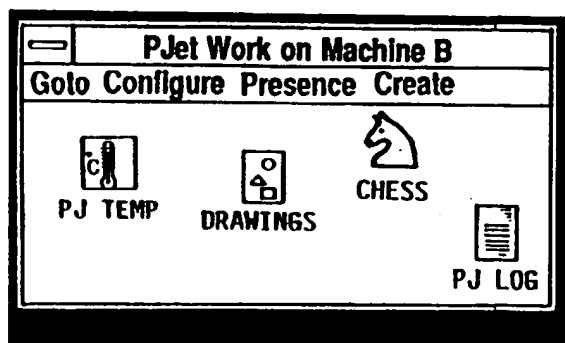 PJet Work on Machine B
Goto Configure Presence Create
°C
PJ TEMP
DRAWINGS
CHESS
PJ LOG